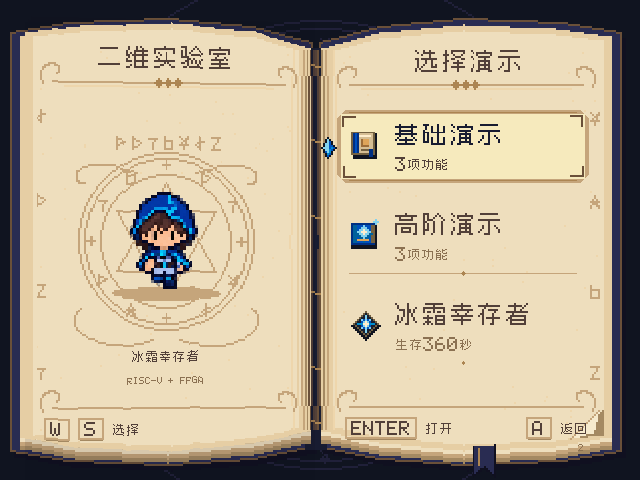 二维实验室
冰霜幸存者
RISC-V + FPGA
W S 选择
选择演示
基础演示
3项功能
高阶演示
3项功能
冰霜幸存者
生存360秒
ENTER 打开
A 返回
2